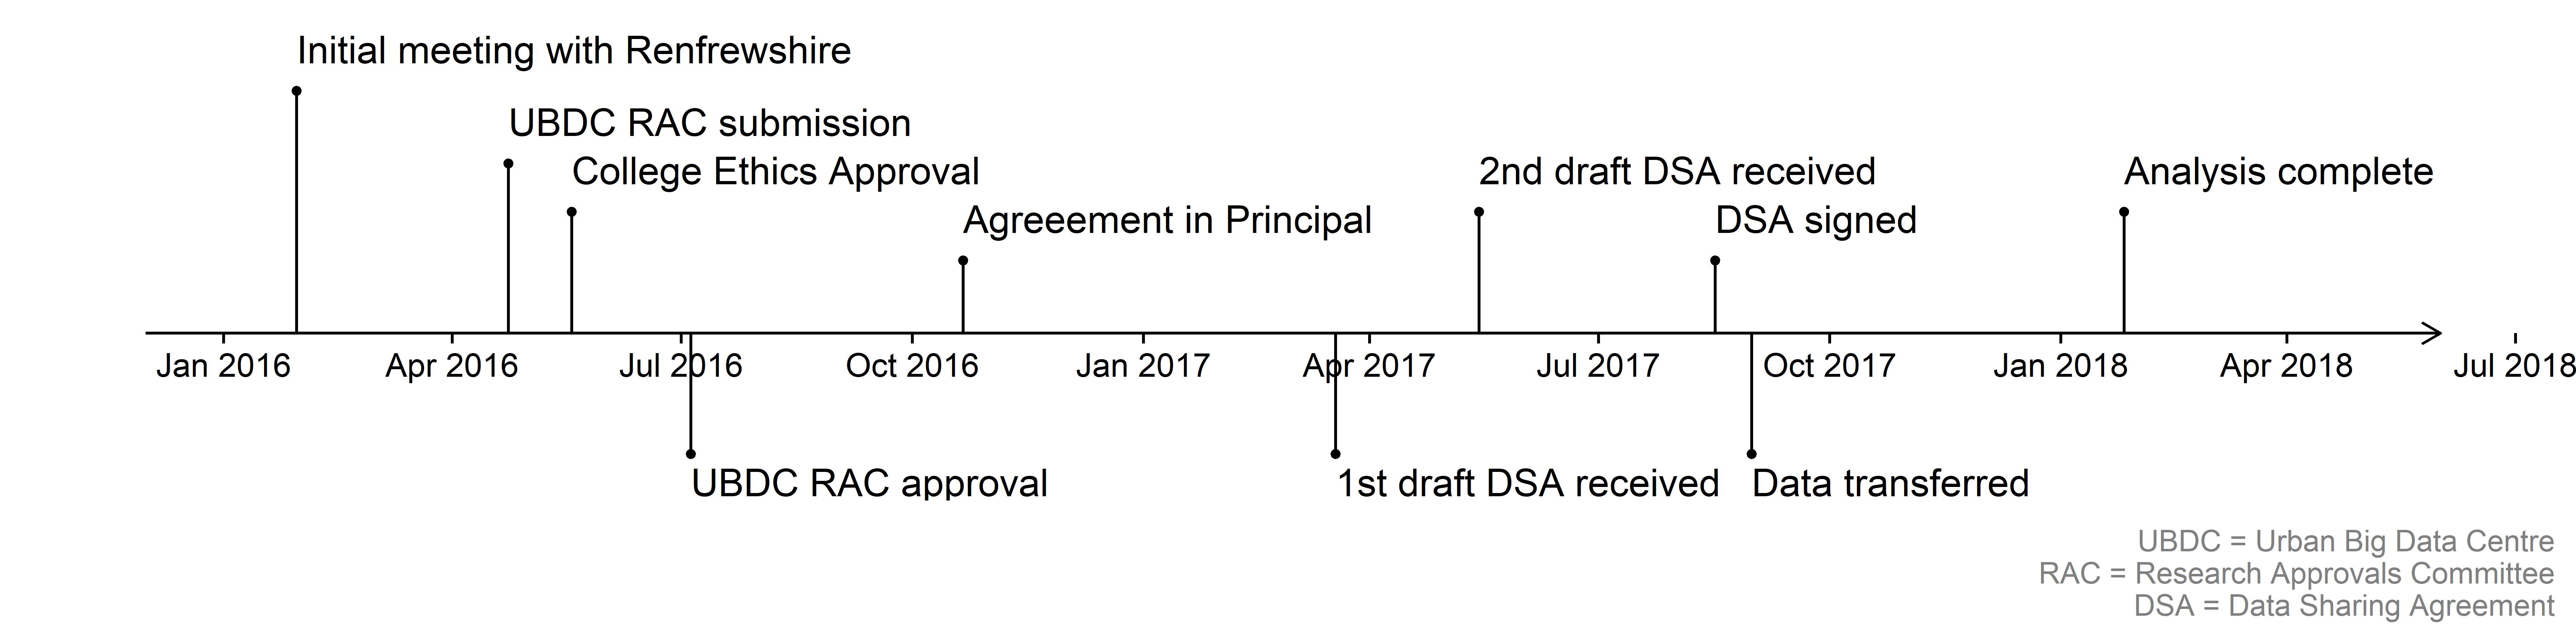 Initial meeting with Renfrewshire
UBDC RAC submission
College Ethics Approval
2nd draft DSA received
Analysis complete
Agreeement in Principal
DSA signed
Jan 2016
Apr 2016
Jul 2016
Oct 2016
Jan 2017
Apr 2017
Jul 2017
Oct 2017
Jan 2018
Apr 2018
Jul 2018
UBDC RAC approval
1st draft DSA received
Data transferred
UBDC = Urban Big Data Centre
RAC = Research Approvals Committee
DSA = Data Sharing Agreement